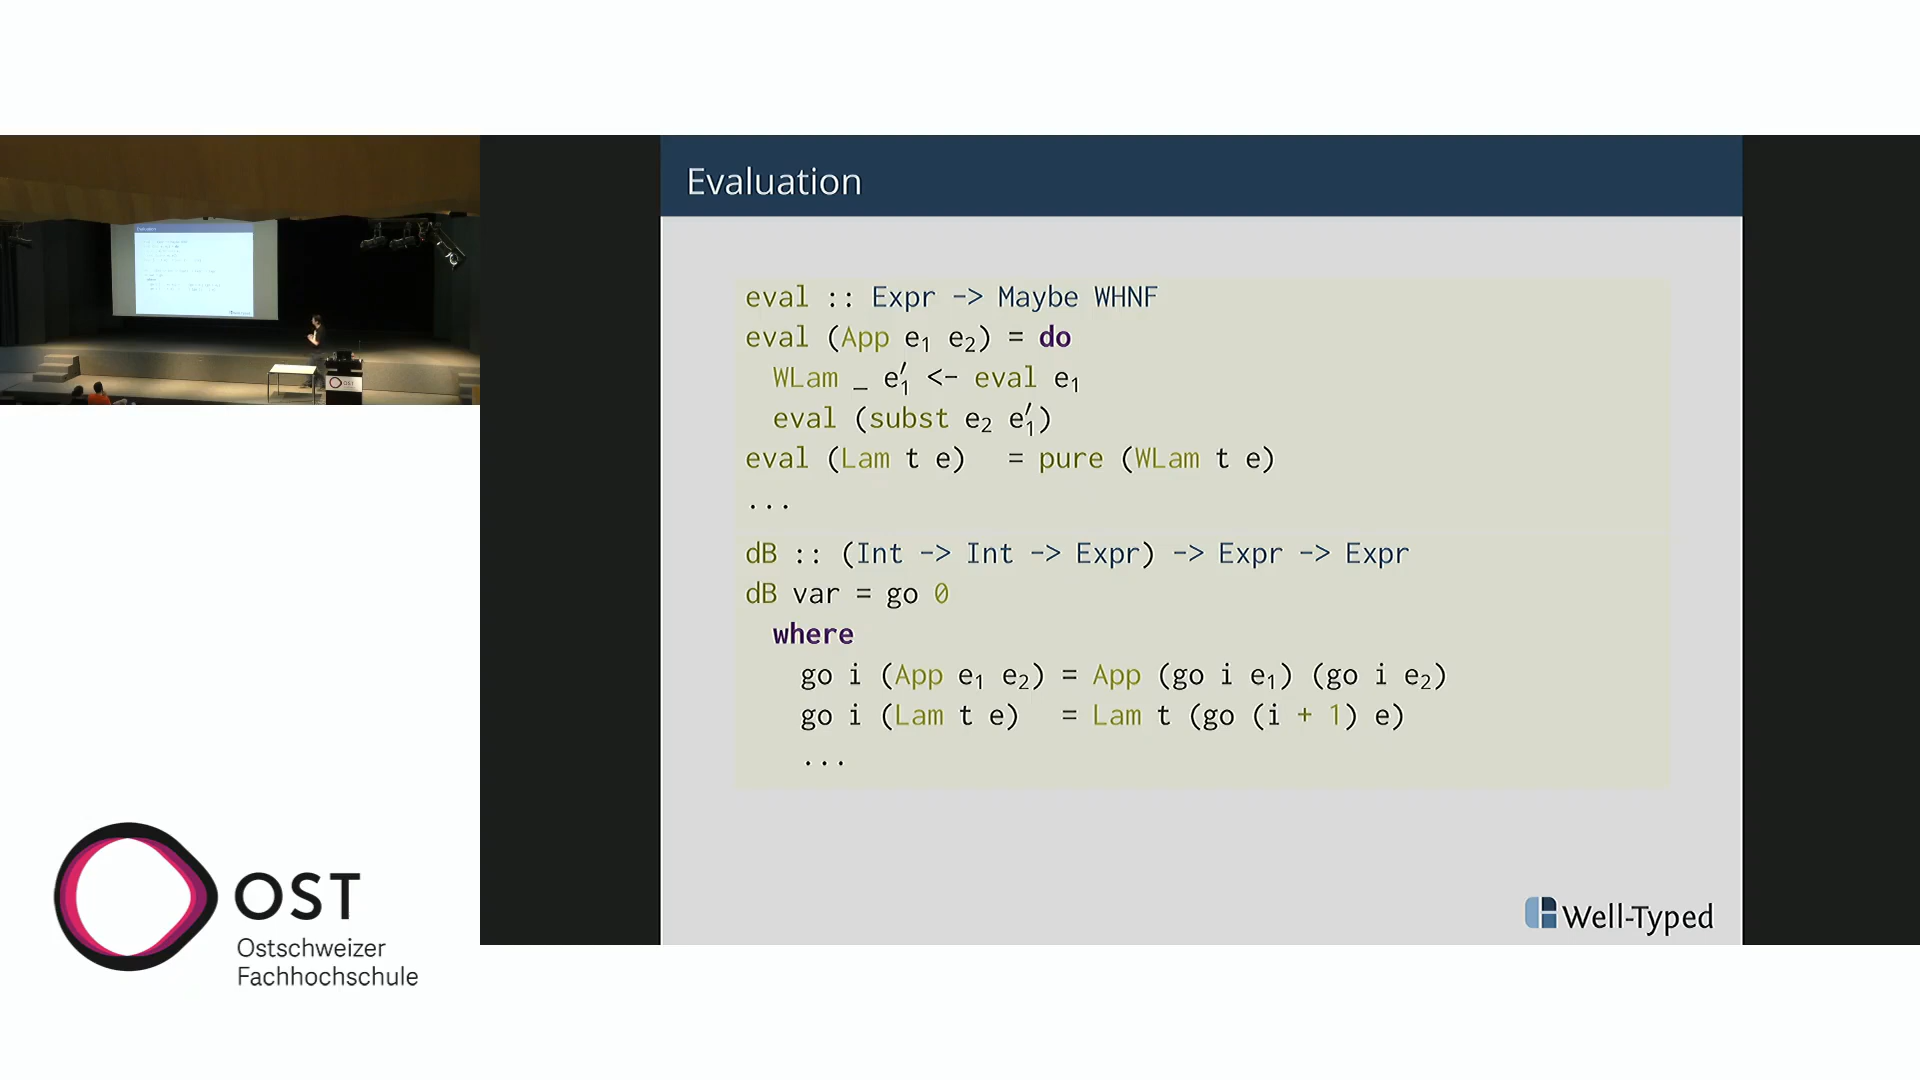 Evaluation
eval :: Expr -> Maybe WHNF
eval (App e₁ e₂) = do
WLam _ e₁′ <- eval e₁
eval (subst e₂ e₁′)
eval (Lam t e) = pure (WLam t e)
...
dB :: (Int -> Int -> Expr) -> Expr -> Expr
dB var = go 0
where
go i (App e₁ e₂) = App (go i e₁) (go i e₂)
go i (Lam t e) = Lam t (go (i + 1) e)
...
Well-Typed
OST
OST
Ostschweizer
Fachhochschule